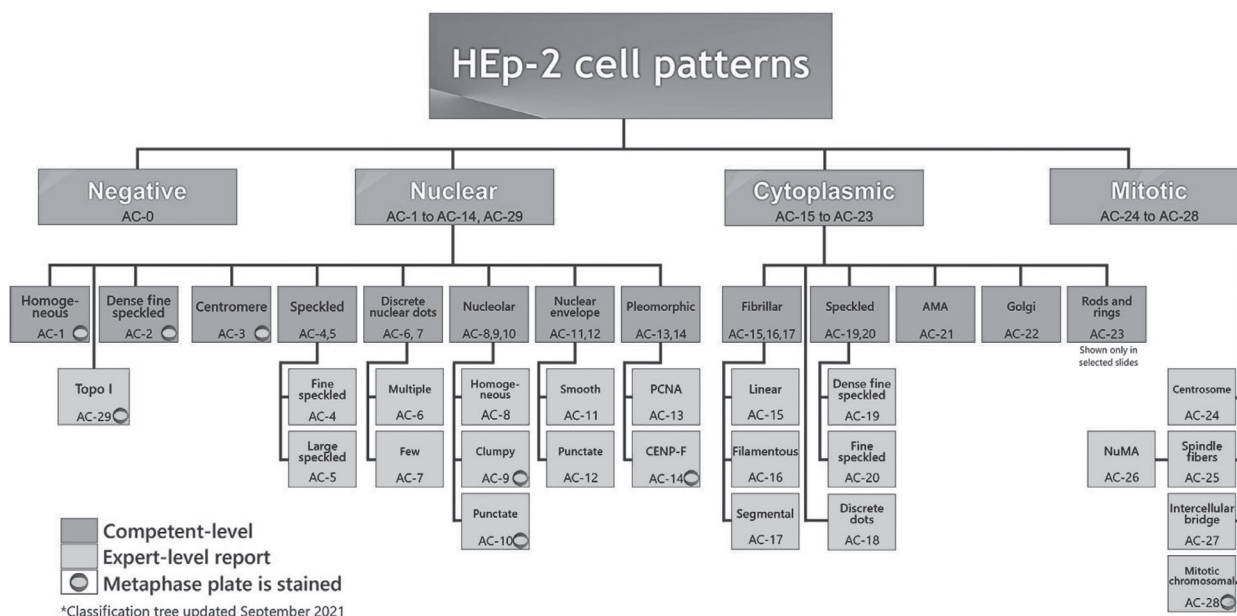 HEp-2 cell patterns
Negative
AC-0
Nuclear
AC-1 to AC-14, AC-29
Cytoplasmic
AC-15 to AC-23
Mitotic
AC-24 to AC-28
Homoge-
neous
AC-1
Dense fine
speckled
AC-2
Centromere
AC-3
Speckled
AC-4,5
Discrete
nuclear dots
AC-6, 7
Nucleolar
AC-8,9,10
Nuclear
envelope
AC-11,12
Pleomorphic
AC-13,14
Fibrillar
AC-15,16,17
Speckled
AC-19,20
AMA
AC-21
Golgi
AC-22
Rods and
rings
AC-23
Shown only in
selected slides
Topo I
AC-29
Fine
speckled
AC-4
Large
speckled
AC-5
Multiple
AC-6
Few
AC-7
Homoge-
neous
AC-8
Clumpy
AC-9
Punctate
AC-10
Smooth
AC-11
Punctate
AC-12
PCNA
AC-13
CENP-F
AC-14
Linear
AC-15
Filamentous
AC-16
Segmental
AC-17
Dense fine
speckled
AC-19
Fine
speckled
AC-20
Discrete
dots
AC-18
Centrosome
AC-24
NuMA
AC-26
Spindle
fibers
AC-25
Intercellular
bridge
AC-27
Mitotic
chromosomal
AC-28
Competent-level
Expert-level report
Metaphase plate is stained
*Classification tree updated September 2021